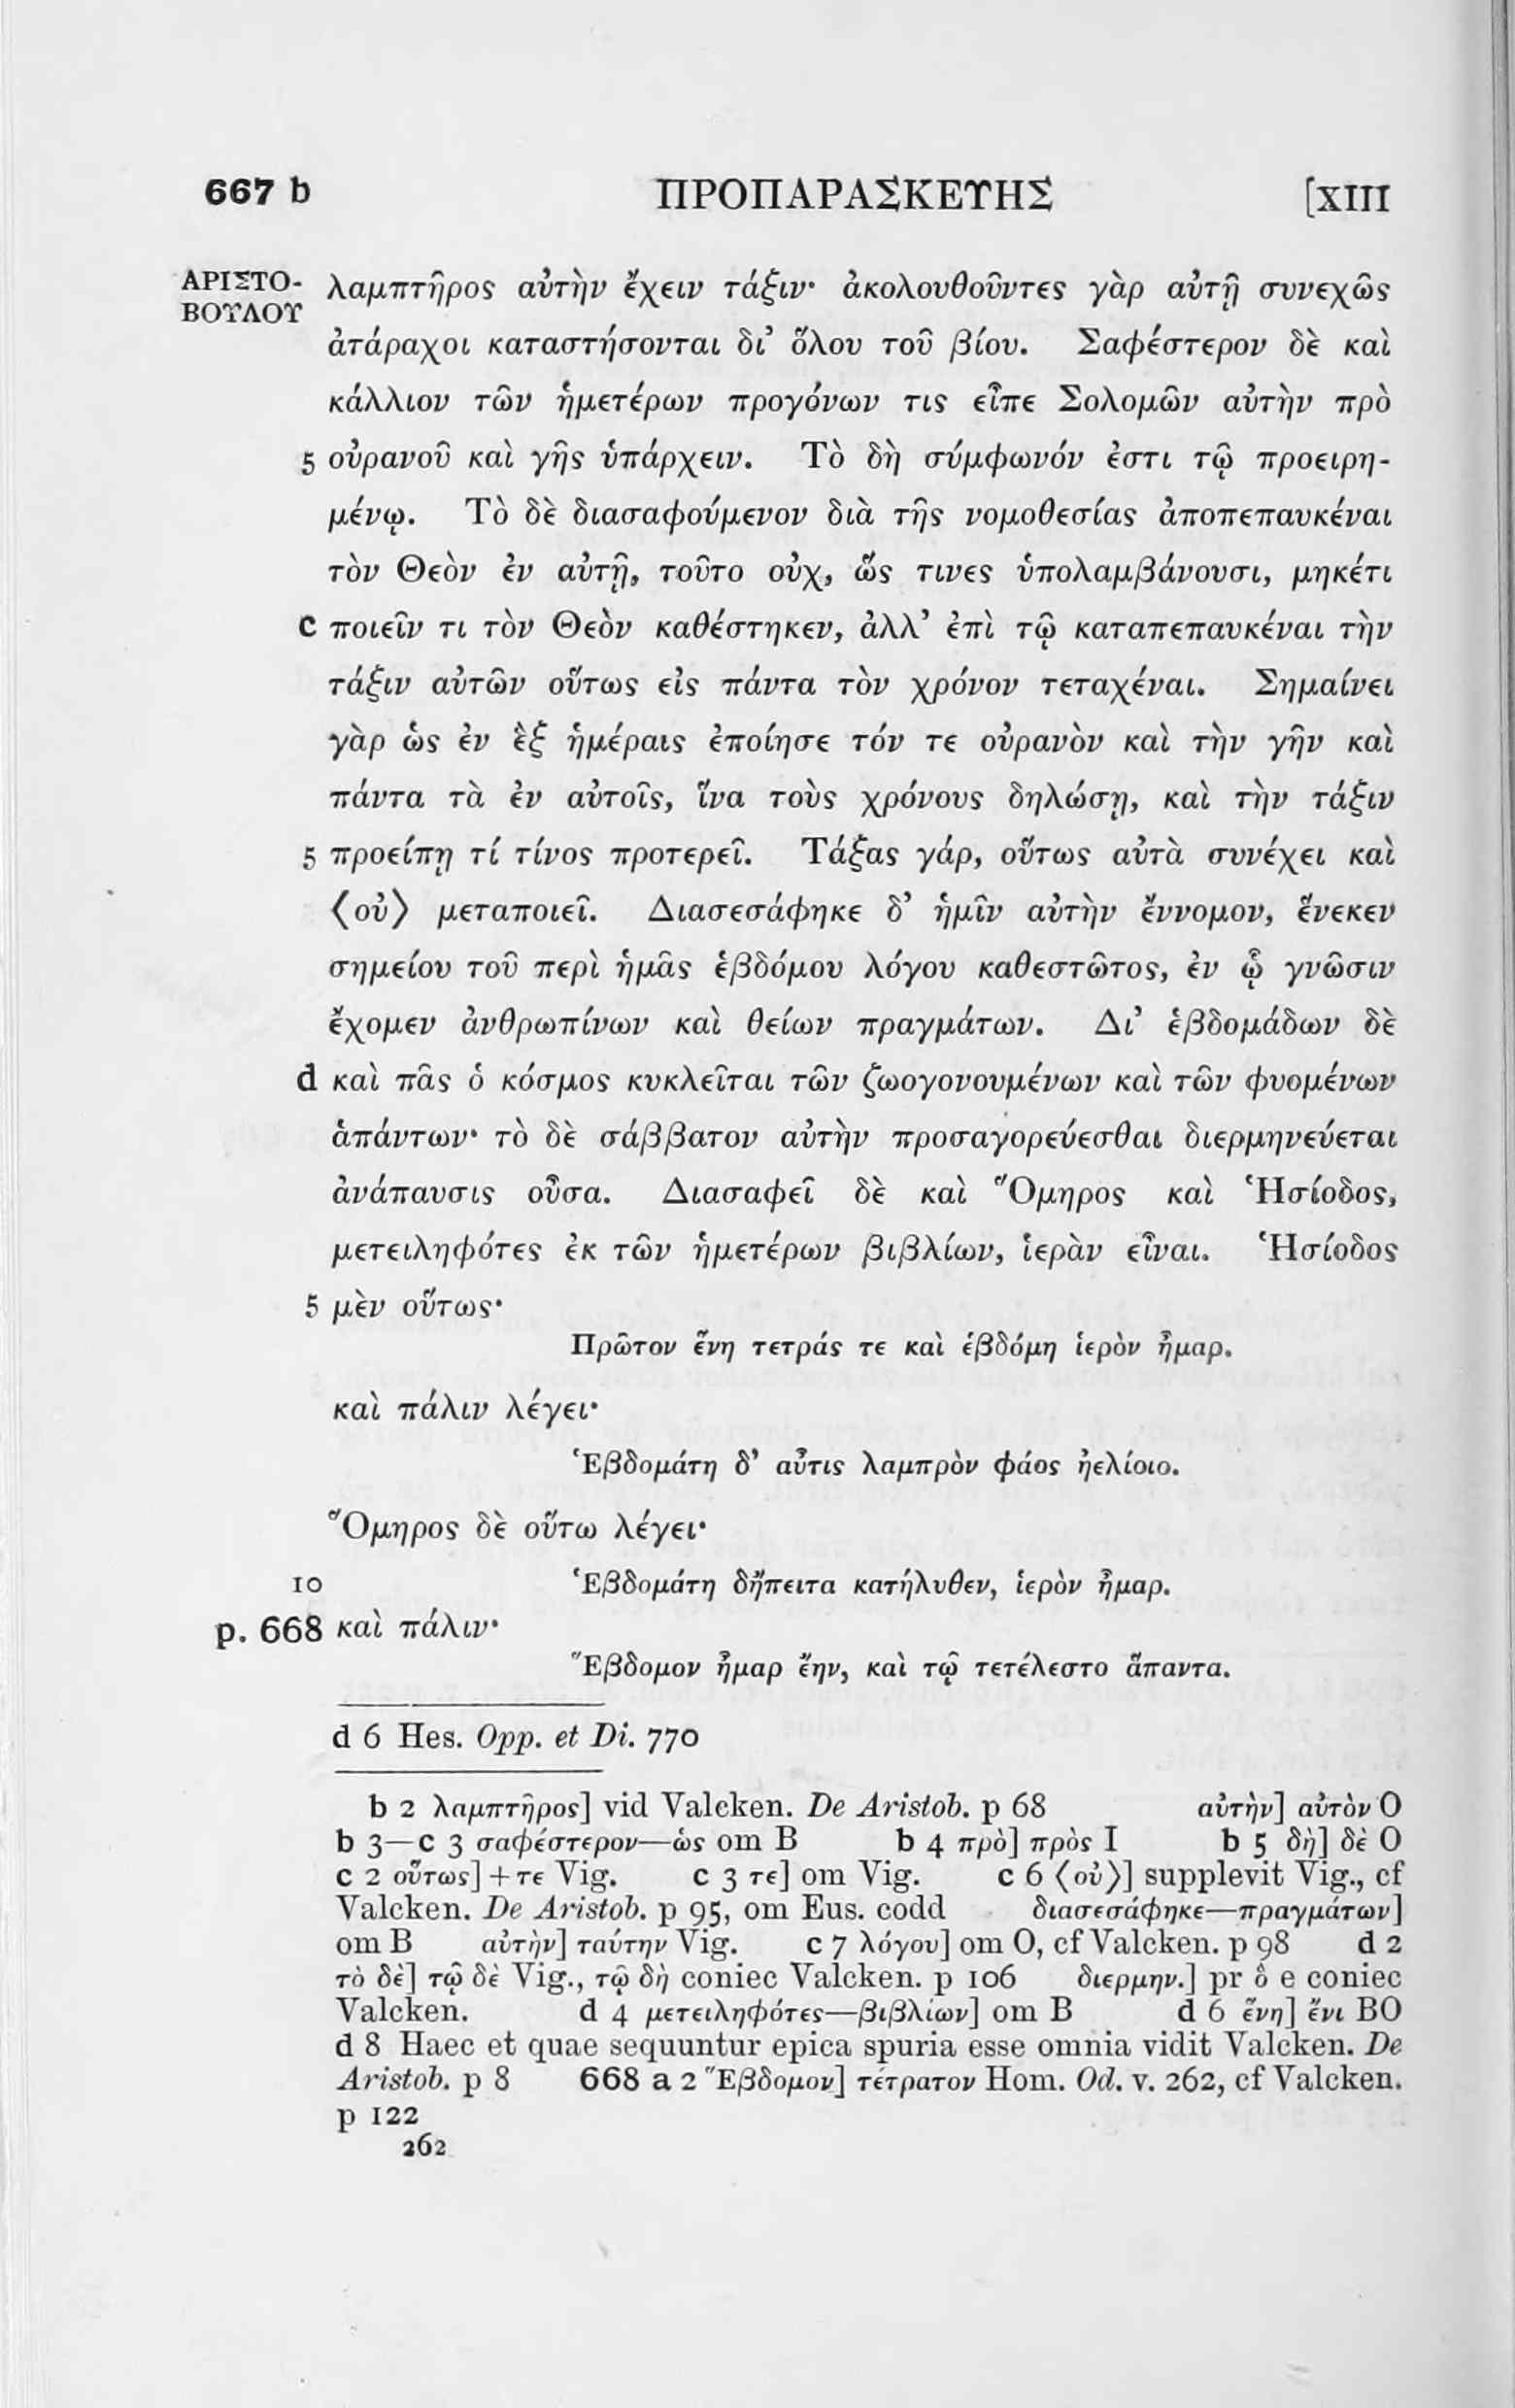 667 b ΠΡΟΠΑΡΑΣΚΕΥΗΣ [XIII
ΑΡΙΣΤΟ- λαμπτῆρος αὐτὴν ἔχειν τάξιν· ἀκολουθοῦντες γὰρ αὐτῇ συνεχῶς
ΒΟΥΛΟΥ
ἀτάραχοι καταστήσονται δι’ ὅλου τοῦ βίου. Σαφέστερον δὲ καὶ
κάλλιον τῶν ἡμετέρων προγόνων τις εἶπε Σολομῶν αὐτὴν πρὸ
5 οὐρανοῦ καὶ γῆς ὑπάρχειν. Τὸ δὴ σύμφωνόν ἐστι τῷ προειρη-
μένῳ. Τὸ δὲ διασαφούμενον διὰ τῆς νομοθεσίας ἀποπεπαυκέναι
τὸν Θεὸν ἐν αὐτῇ, τοῦτο οὐχ, ὥς τινες ὑπολαμβάνουσι, μηκέτι
c ποιεῖν τι τὸν Θεὸν καθέστηκεν, ἀλλ’ ἐπὶ τῷ καταπεπαυκέναι τὴν
τάξιν αὐτῶν οὕτως εἰς πάντα τὸν χρόνον τεταχέναι. Σημαίνει
γὰρ ὡς ἐν ἓξ ἡμέραις ἐποίησε τόν τε οὐρανὸν καὶ τὴν γῆν καὶ
πάντα τὰ ἐν αὐτοῖς, ἵνα τοὺς χρόνους δηλώσῃ, καὶ τὴν τάξιν
5 προείπῃ τί τίνος προτερεῖ. Τάξας γάρ, οὕτως αὐτὰ συνέχει καὶ
⟨οὐ⟩ μεταποιεῖ. Διασεσάφηκε δ’ ἡμῖν αὐτὴν ἔννομον, ἕνεκεν
σημείου τοῦ περὶ ἡμᾶς ἑβδόμου λόγου καθεστῶτος, ἐν ᾧ γνῶσιν
ἔχομεν ἀνθρωπίνων καὶ θείων πραγμάτων. Δι’ ἑβδομάδων δὲ
d καὶ πᾶς ὁ κόσμος κυκλεῖται τῶν ζωογονουμένων καὶ τῶν φυομένων
ἁπάντων· τὸ δὲ σάββατον αὐτὴν προσαγορεύεσθαι διερμηνεύεται
ἀνάπαυσις οὖσα. Διασαφεῖ δὲ καὶ Ὅμηρος καὶ Ἡσίοδος,
μετειληφότες ἐκ τῶν ἡμετέρων βιβλίων, ἱερὰν εἶναι. Ἡσίοδος
5 μὲν οὕτως·
Πρῶτον ἕνη τετράς τε καὶ ἑβδόμη ἱερὸν ἦμαρ.
καὶ πάλιν λέγει·
Ἑβδομάτη δ’ αὖτις λαμπρὸν φάος ἠελίοιο.
Ὅμηρος δὲ οὕτω λέγει·
10 Ἑβδομάτη δἤπειτα κατήλυθεν, ἱερὸν ἦμαρ.
p. 668 καὶ πάλιν·
Ἕβδομον ἦμαρ ἔην, καὶ τῷ τετέλεστο ἅπαντα.
d 6 Hes. Opp. et Di. 770
b 2 λαμπτῆρος] vid Valcken. De Aristob. p 68 αὐτὴν] αὐτὸν O
b 3—c 3 σαφέστερον—ὡς om B b 4 πρὸ] πρὸς I b 5 δὴ] δὲ O
c 2 οὕτως] + τε Vig. c 3 τε] om Vig. c 6 ⟨οὐ⟩] supplevit Vig., cf
Valcken. De Aristob. p 95, om Eus. codd διασεσάφηκε—πραγμάτων]
om B αὐτὴν] ταύτην Vig. c 7 λόγου] om O, cf Valcken. p 98 d 2
τὸ δὲ] τῷ δὲ Vig., τῷ δὴ coniec Valcken. p 106 διερμην.] pr ὃ e coniec
Valcken. d 4 μετειληφότες—βιβλίων] om B d 6 ἕνη] ἔνι BO
d 8 Haec et quae sequuntur epica spuria esse omnia vidit Valcken. De
Aristob. p 8 668 a 2 Ἕβδομον] τέτρατον Hom. Od. v. 262, cf Valcken.
p 122
262